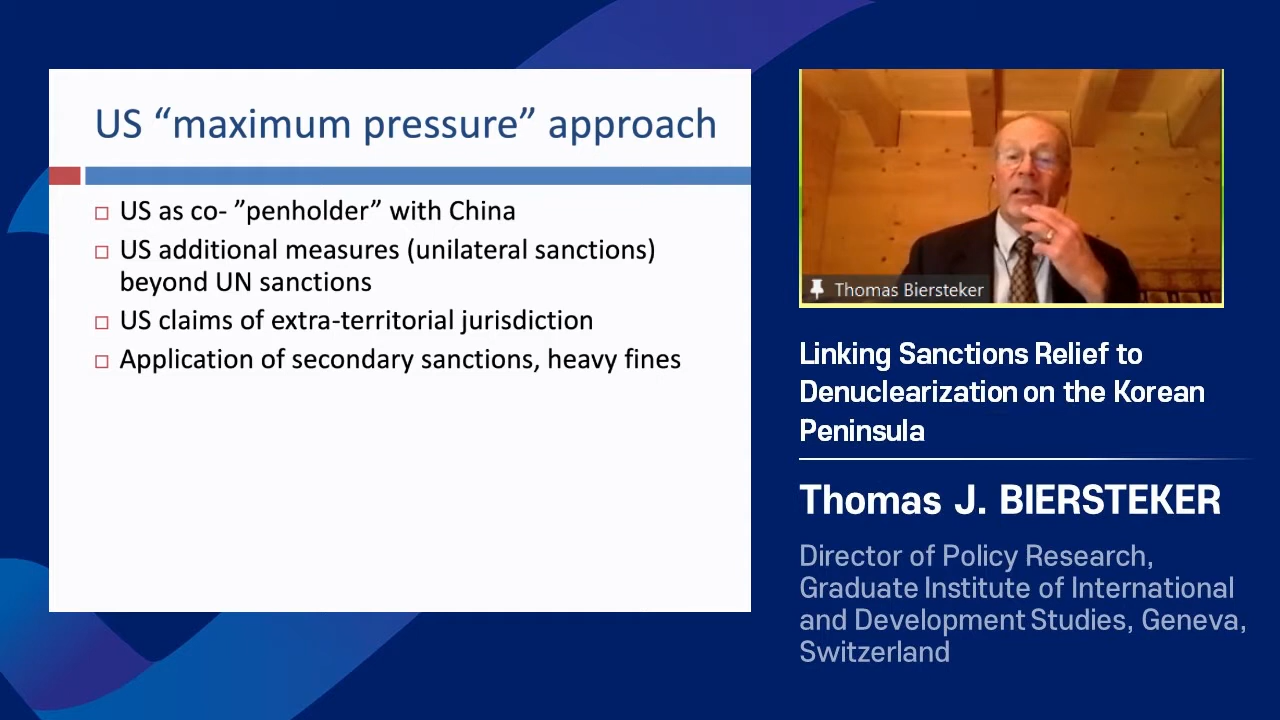 US “maximum pressure” approach
US as co- ”penholder” with China
US additional measures (unilateral sanctions)
beyond UN sanctions
US claims of extra-territorial jurisdiction
Application of secondary sanctions, heavy fines
Thomas Biersteker
Linking Sanctions Relief to
Denuclearization on the Korean
Peninsula
Thomas J. BIERSTEKER
Director of Policy Research,
Graduate Institute of International
and Development Studies, Geneva,
Switzerland